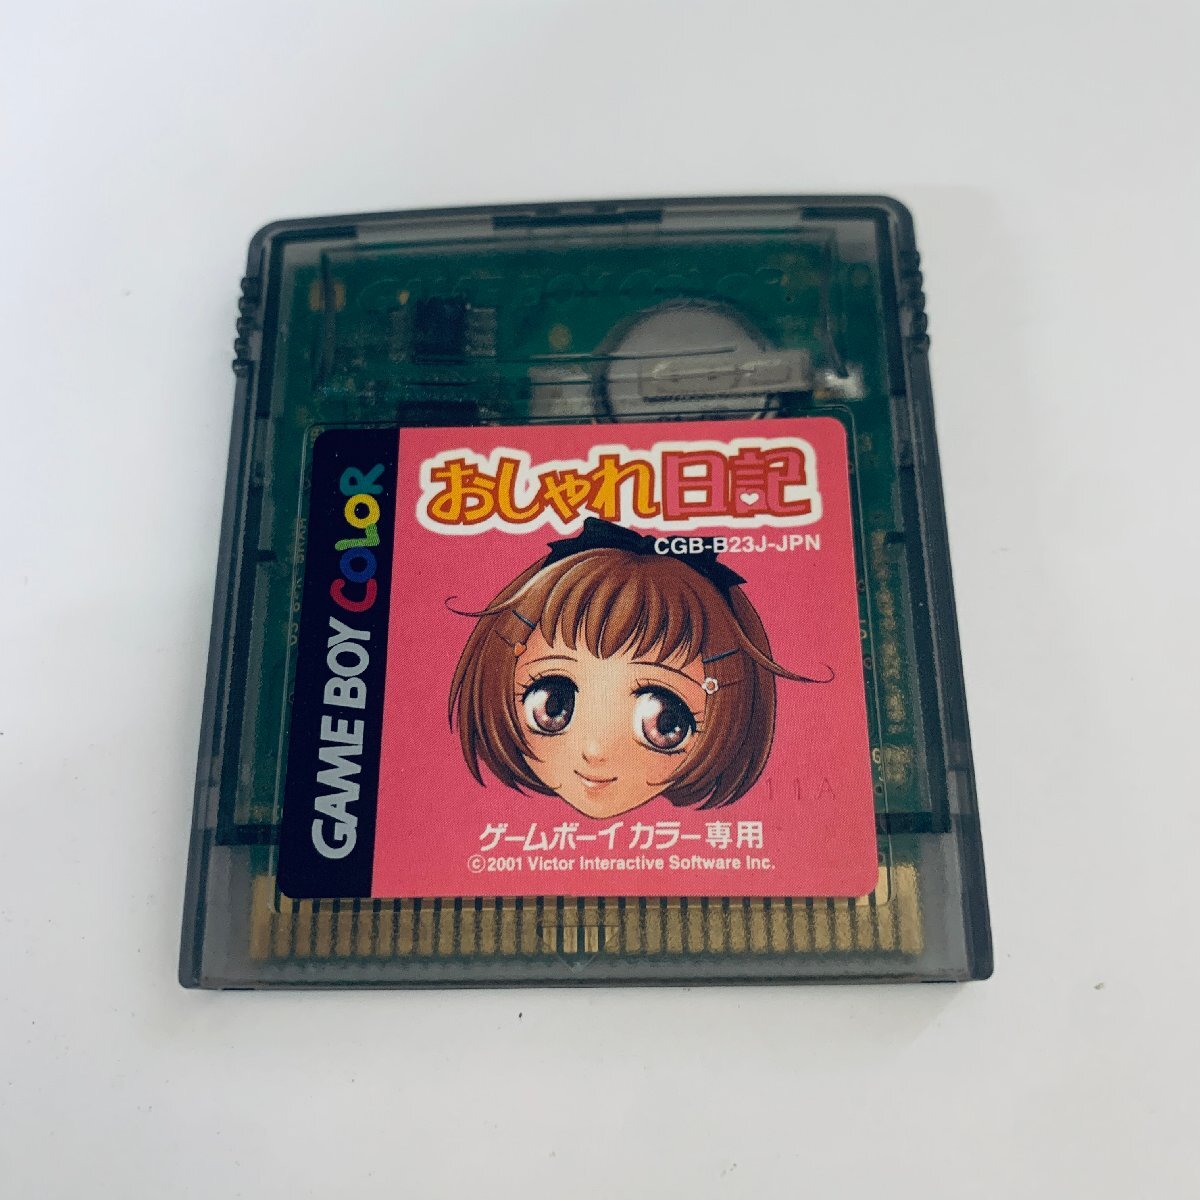 おしゃれ日記
CGB-B23J-JPN
GAME BOY COLOR
11A
ゲームボーイカラー専用
©2001 Victor Interactive Software Inc.